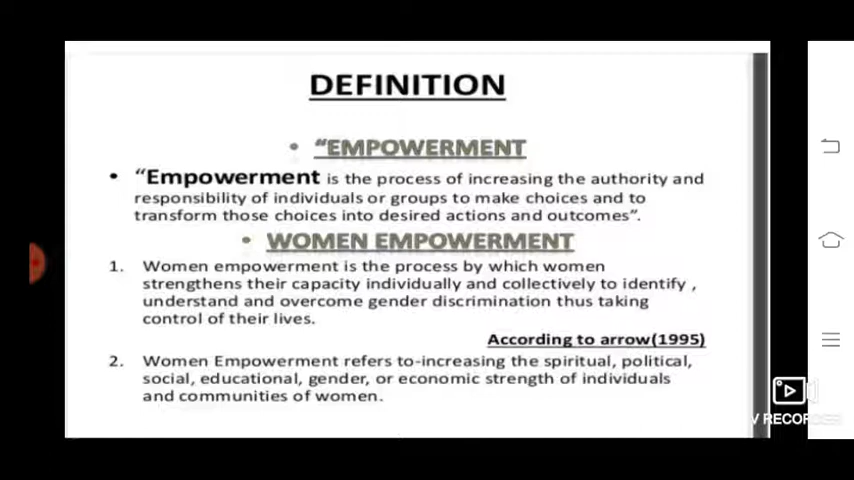 DEFINITION
• “EMPOWERMENT
• “Empowerment is the process of increasing the authority and
responsibility of individuals or groups to make choices and to
transform those choices into desired actions and outcomes”.
• WOMEN EMPOWERMENT
1. Women empowerment is the process by which women
strengthens their capacity individually and collectively to identify ,
understand and overcome gender discrimination thus taking
control of their lives.
According to arrow(1995)
2. Women Empowerment refers to-increasing the spiritual, political,
social, educational, gender, or economic strength of individuals
and communities of women.
V RECORDER